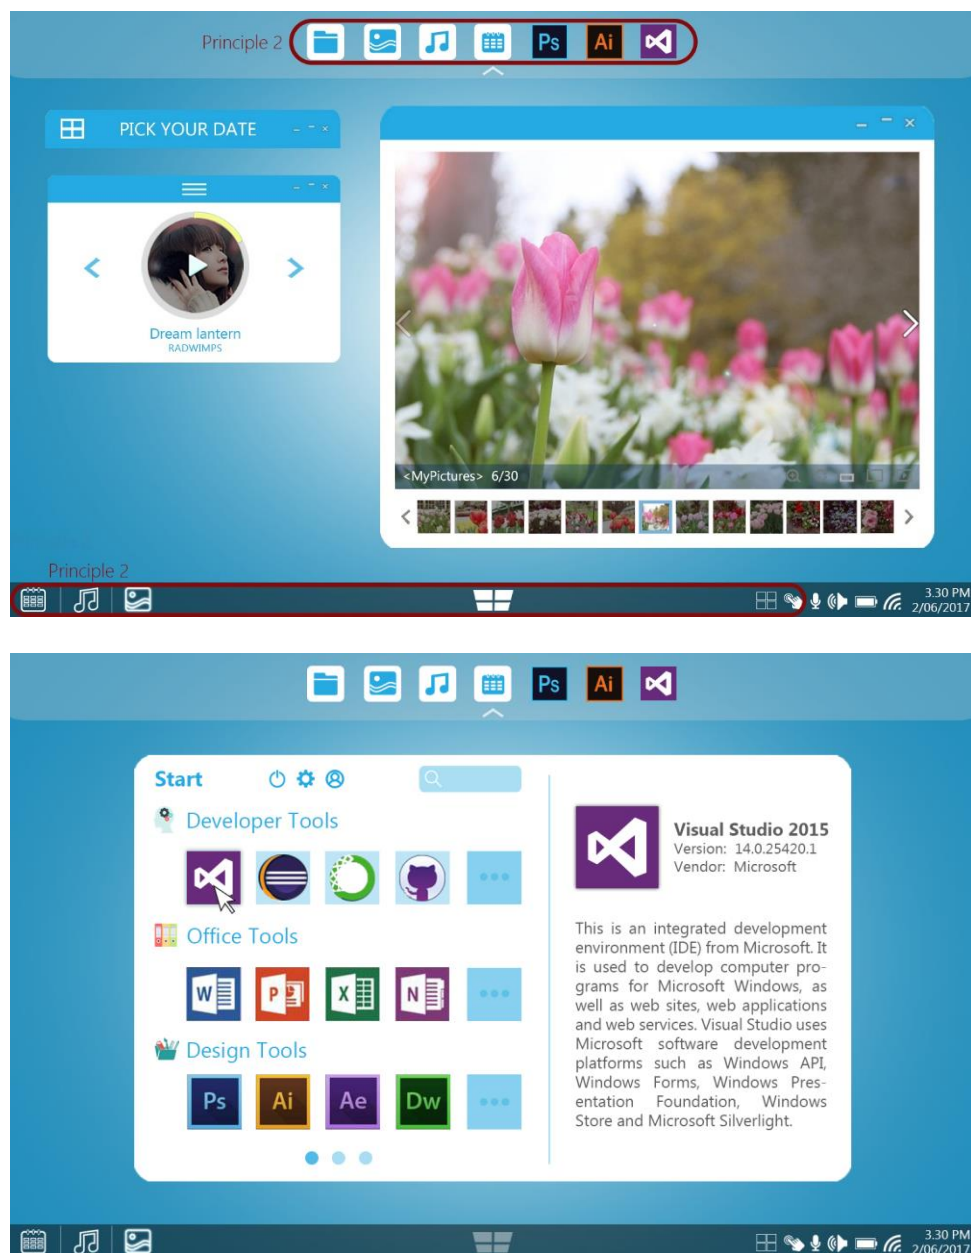 Principle 2
Ps
Ai
PICK YOUR DATE
Dream lantern
RADWIMPS
<MyPictures> 6/30
Principle 2
3.30 PM
2/06/2017
Ps
Ai
Start
Developer Tools
Office Tools
W
P
X
N
Design Tools
Ps
Ai
Ae
Dw
Visual Studio 2015
Version: 14.0.25420.1
Vendor: Microsoft
This is an integrated development
environment (IDE) from Microsoft. It
is used to develop computer pro-
grams for Microsoft Windows, as
well as web sites, web applications
and web services. Visual Studio uses
Microsoft software development
platforms such as Windows API,
Windows Forms, Windows Pres-
entation Foundation, Windows
Store and Microsoft Silverlight.
3.30 PM
2/06/2017